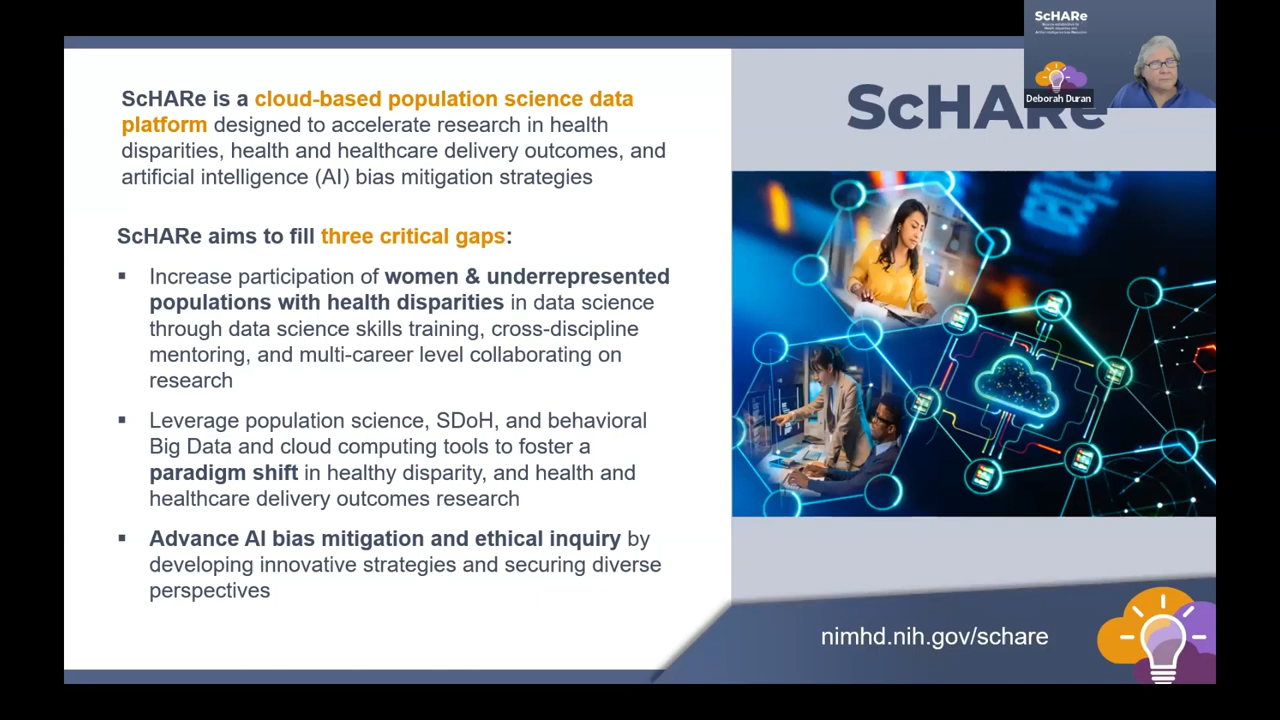 ScHARe is a cloud-based population science data
platform designed to accelerate research in health
disparities, health and healthcare delivery outcomes, and
artificial intelligence (AI) bias mitigation strategies
ScHARe aims to fill three critical gaps:
▪ Increase participation of women & underrepresented
populations with health disparities in data science
through data science skills training, cross-discipline
mentoring, and multi-career level collaborating on
research
▪ Leverage population science, SDoH, and behavioral
Big Data and cloud computing tools to foster a
paradigm shift in healthy disparity, and health and
healthcare delivery outcomes research
▪ Advance AI bias mitigation and ethical inquiry by
developing innovative strategies and securing diverse
perspectives
ScHARe
ScHARe
Deborah Duran
nimhd.nih.gov/schare